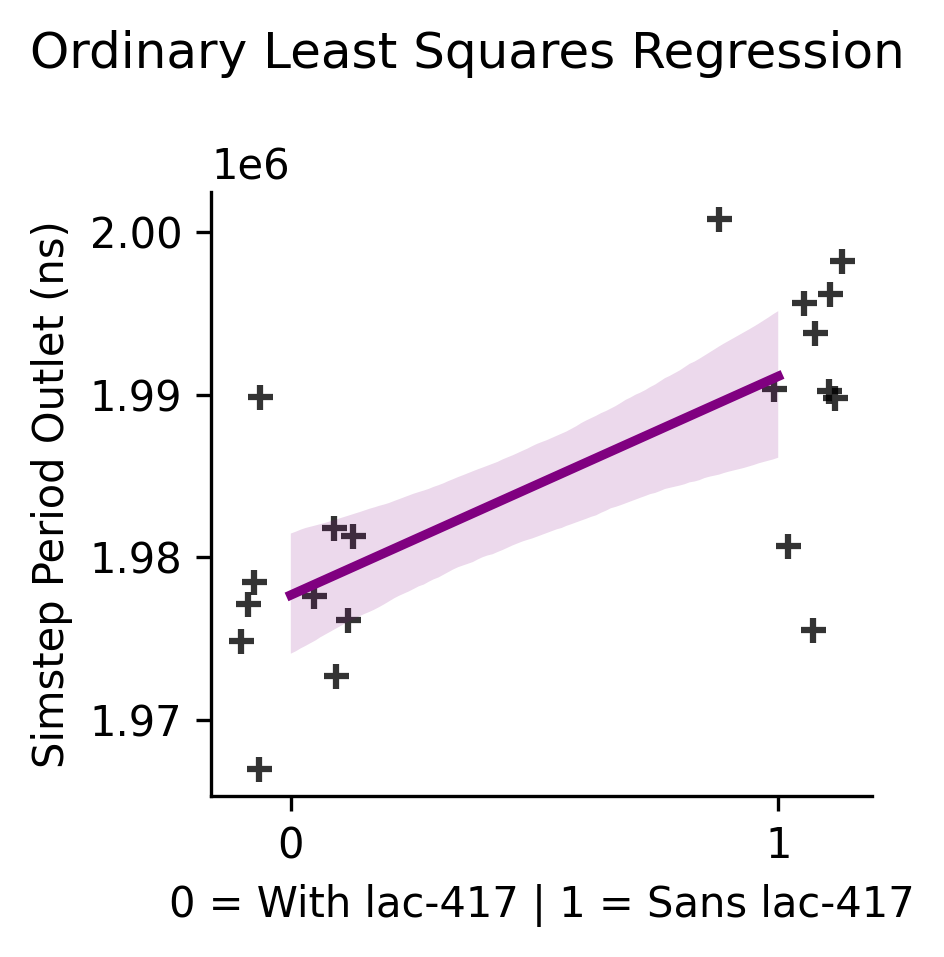 Ordinary Least Squares Regression
1e6
2.00
1.99
1.98
1.97
Simstep Period Outlet (ns)
0 1
0 = With lac-417 | 1 = Sans lac-417